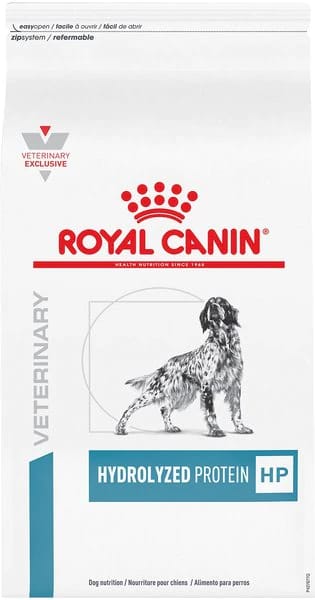 easyopen / facile à ouvrir / fácil de abrir
zipsystem / refermable
VETERINARY
EXCLUSIVE
ROYAL CANIN®
HEALTH NUTRITION SINCE 1968
VETERINARY
HYDROLYZED PROTEIN HP
Dog nutrition / Nourriture pour chiens / Alimento para perros